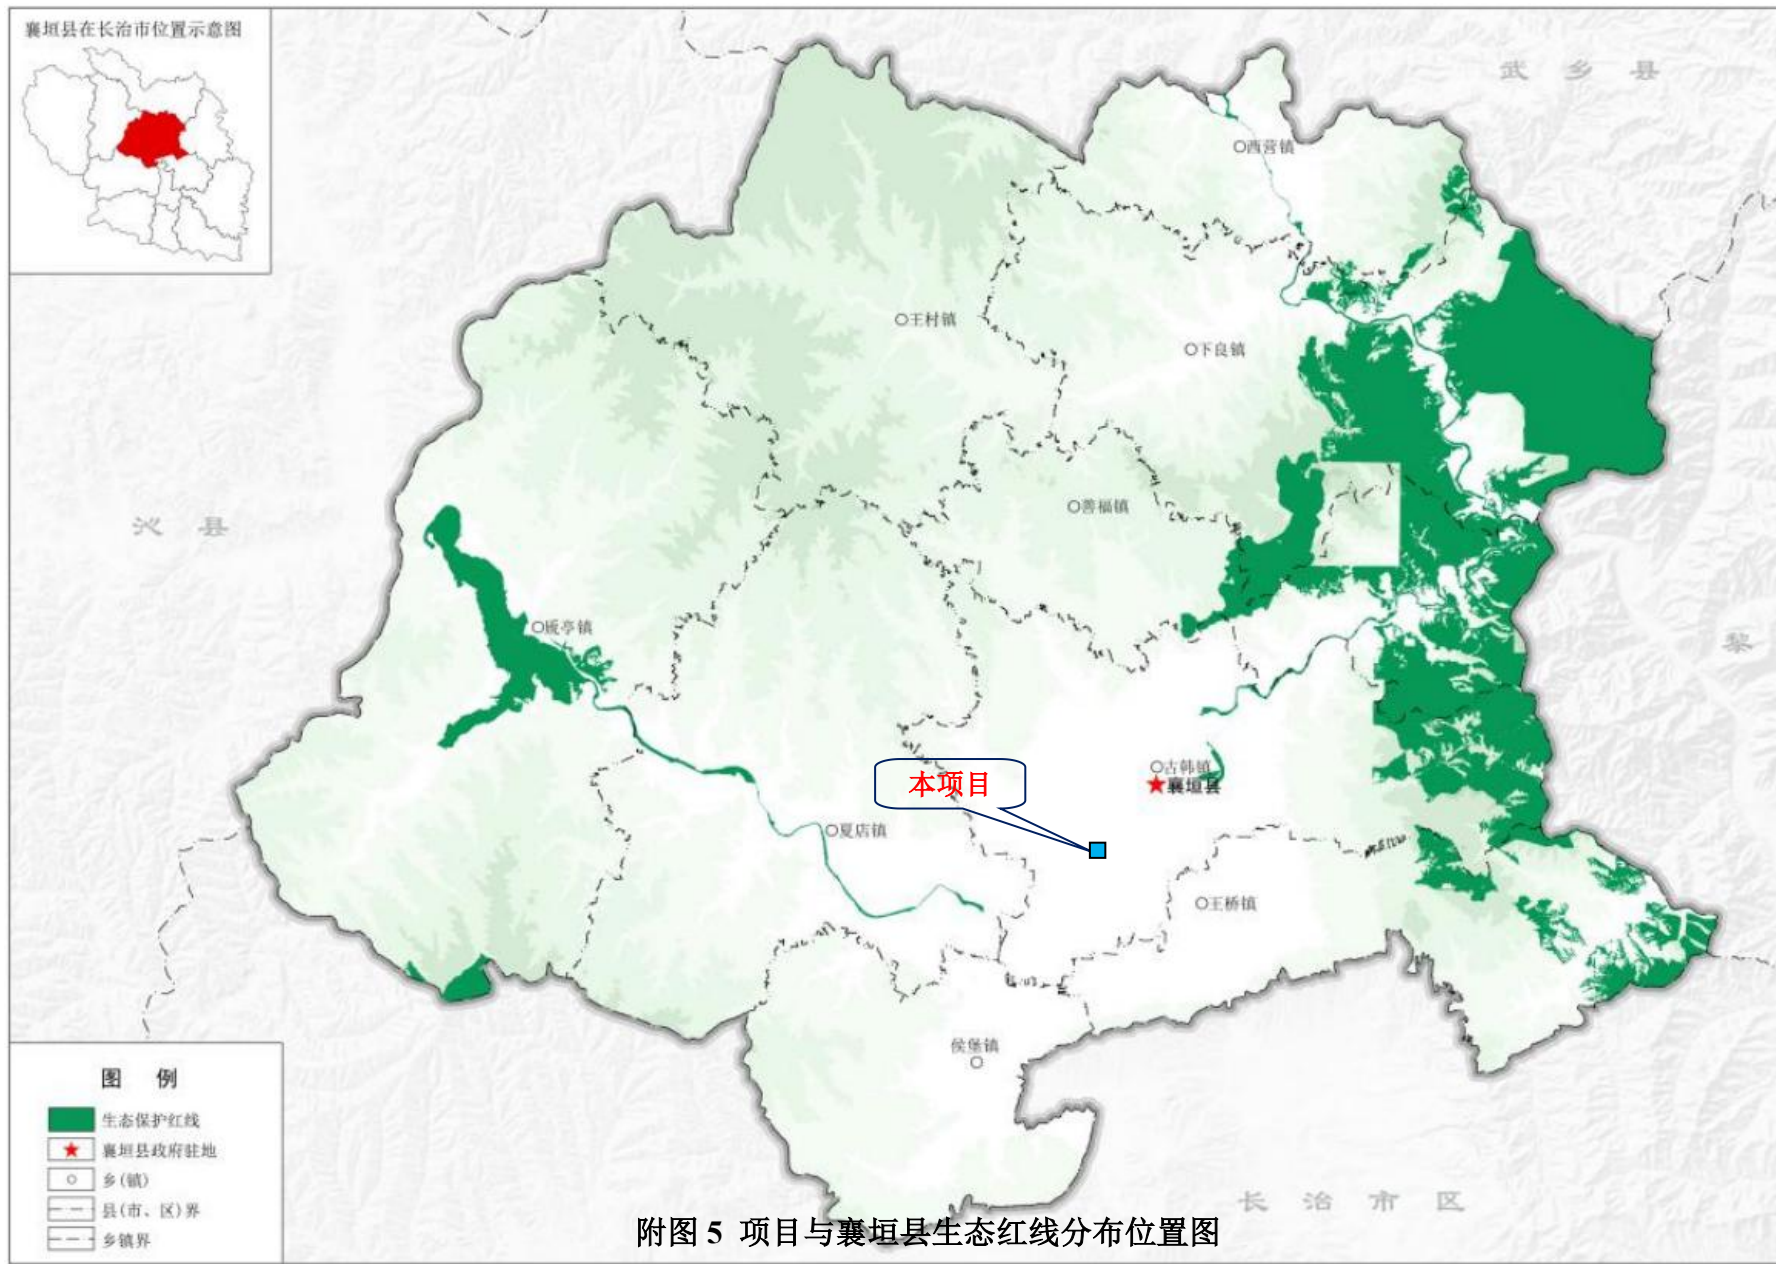 襄垣县在长治市位置示意图
武乡县
西营镇
王村镇
下良镇
善福镇
沁县
虒亭镇
黎
本项目
古韩镇
襄垣县
夏店镇
王桥镇
侯堡镇
长治市区
图 例
生态保护红线
襄垣县政府驻地
乡(镇)
县(市、区)界
乡镇界
附图 5 项目与襄垣县生态红线分布位置图